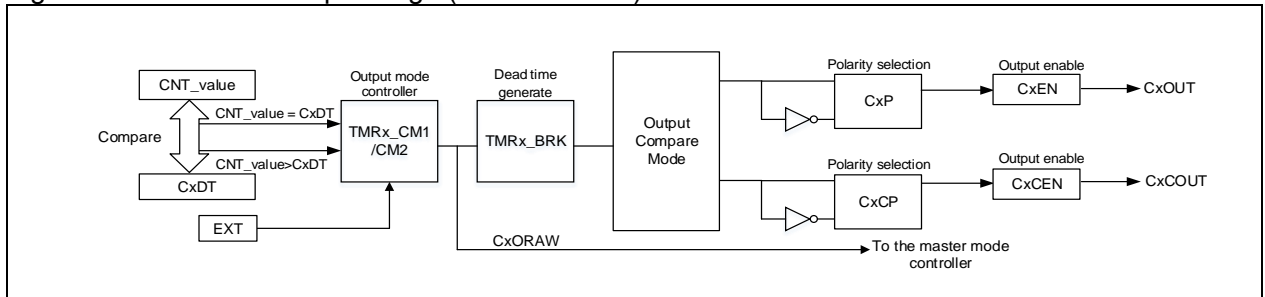 CNT_value
Compare
CxDT
CNT_value = CxDT
CNT_value>CxDT
EXT
Output mode
controller
TMRx_CM1
/CM2
Dead time
generate
TMRx_BRK
CxORAW
Output
Compare
Mode
Polarity selection
CxP
Output enable
CxEN
CxOUT
Polarity selection
CxCP
Output enable
CxCEN
CxCOUT
To the master mode
controller